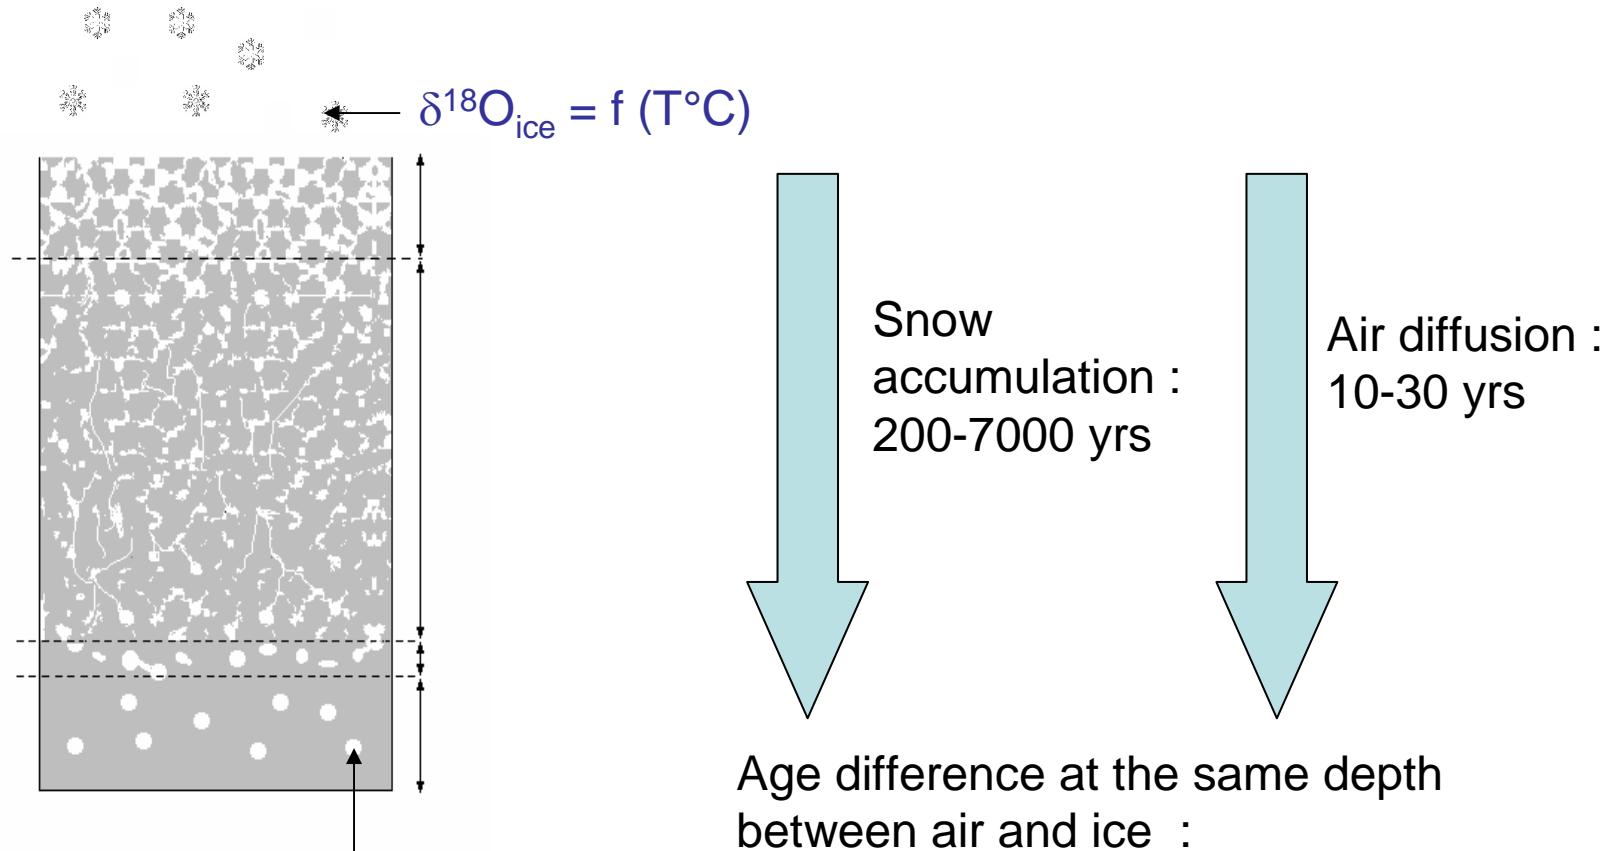 δ¹⁸O_ice = f (T°C)
Snow
accumulation :
200-7000 yrs
Air diffusion :
10-30 yrs
Age difference at the same depth
between air and ice :